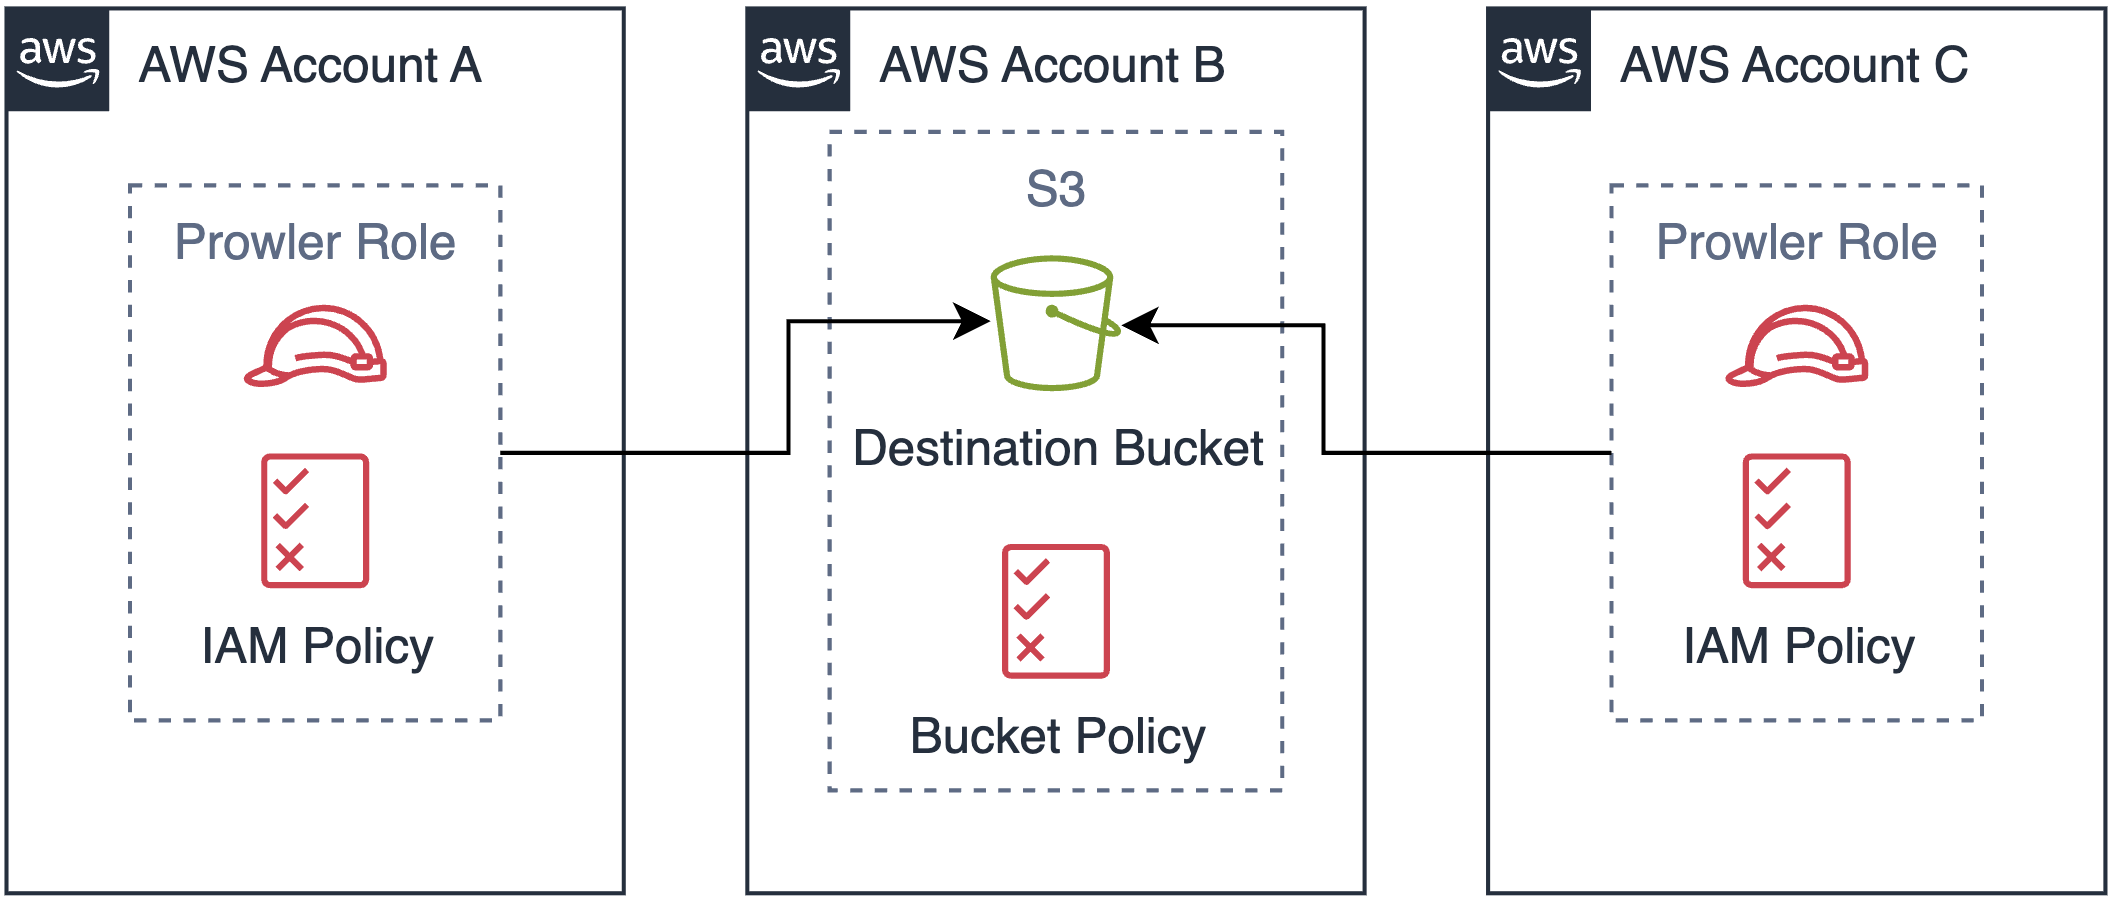 aws
AWS Account A
Prowler Role
IAM Policy
aws
AWS Account B
S3
Destination Bucket
Bucket Policy
aws
AWS Account C
Prowler Role
IAM Policy